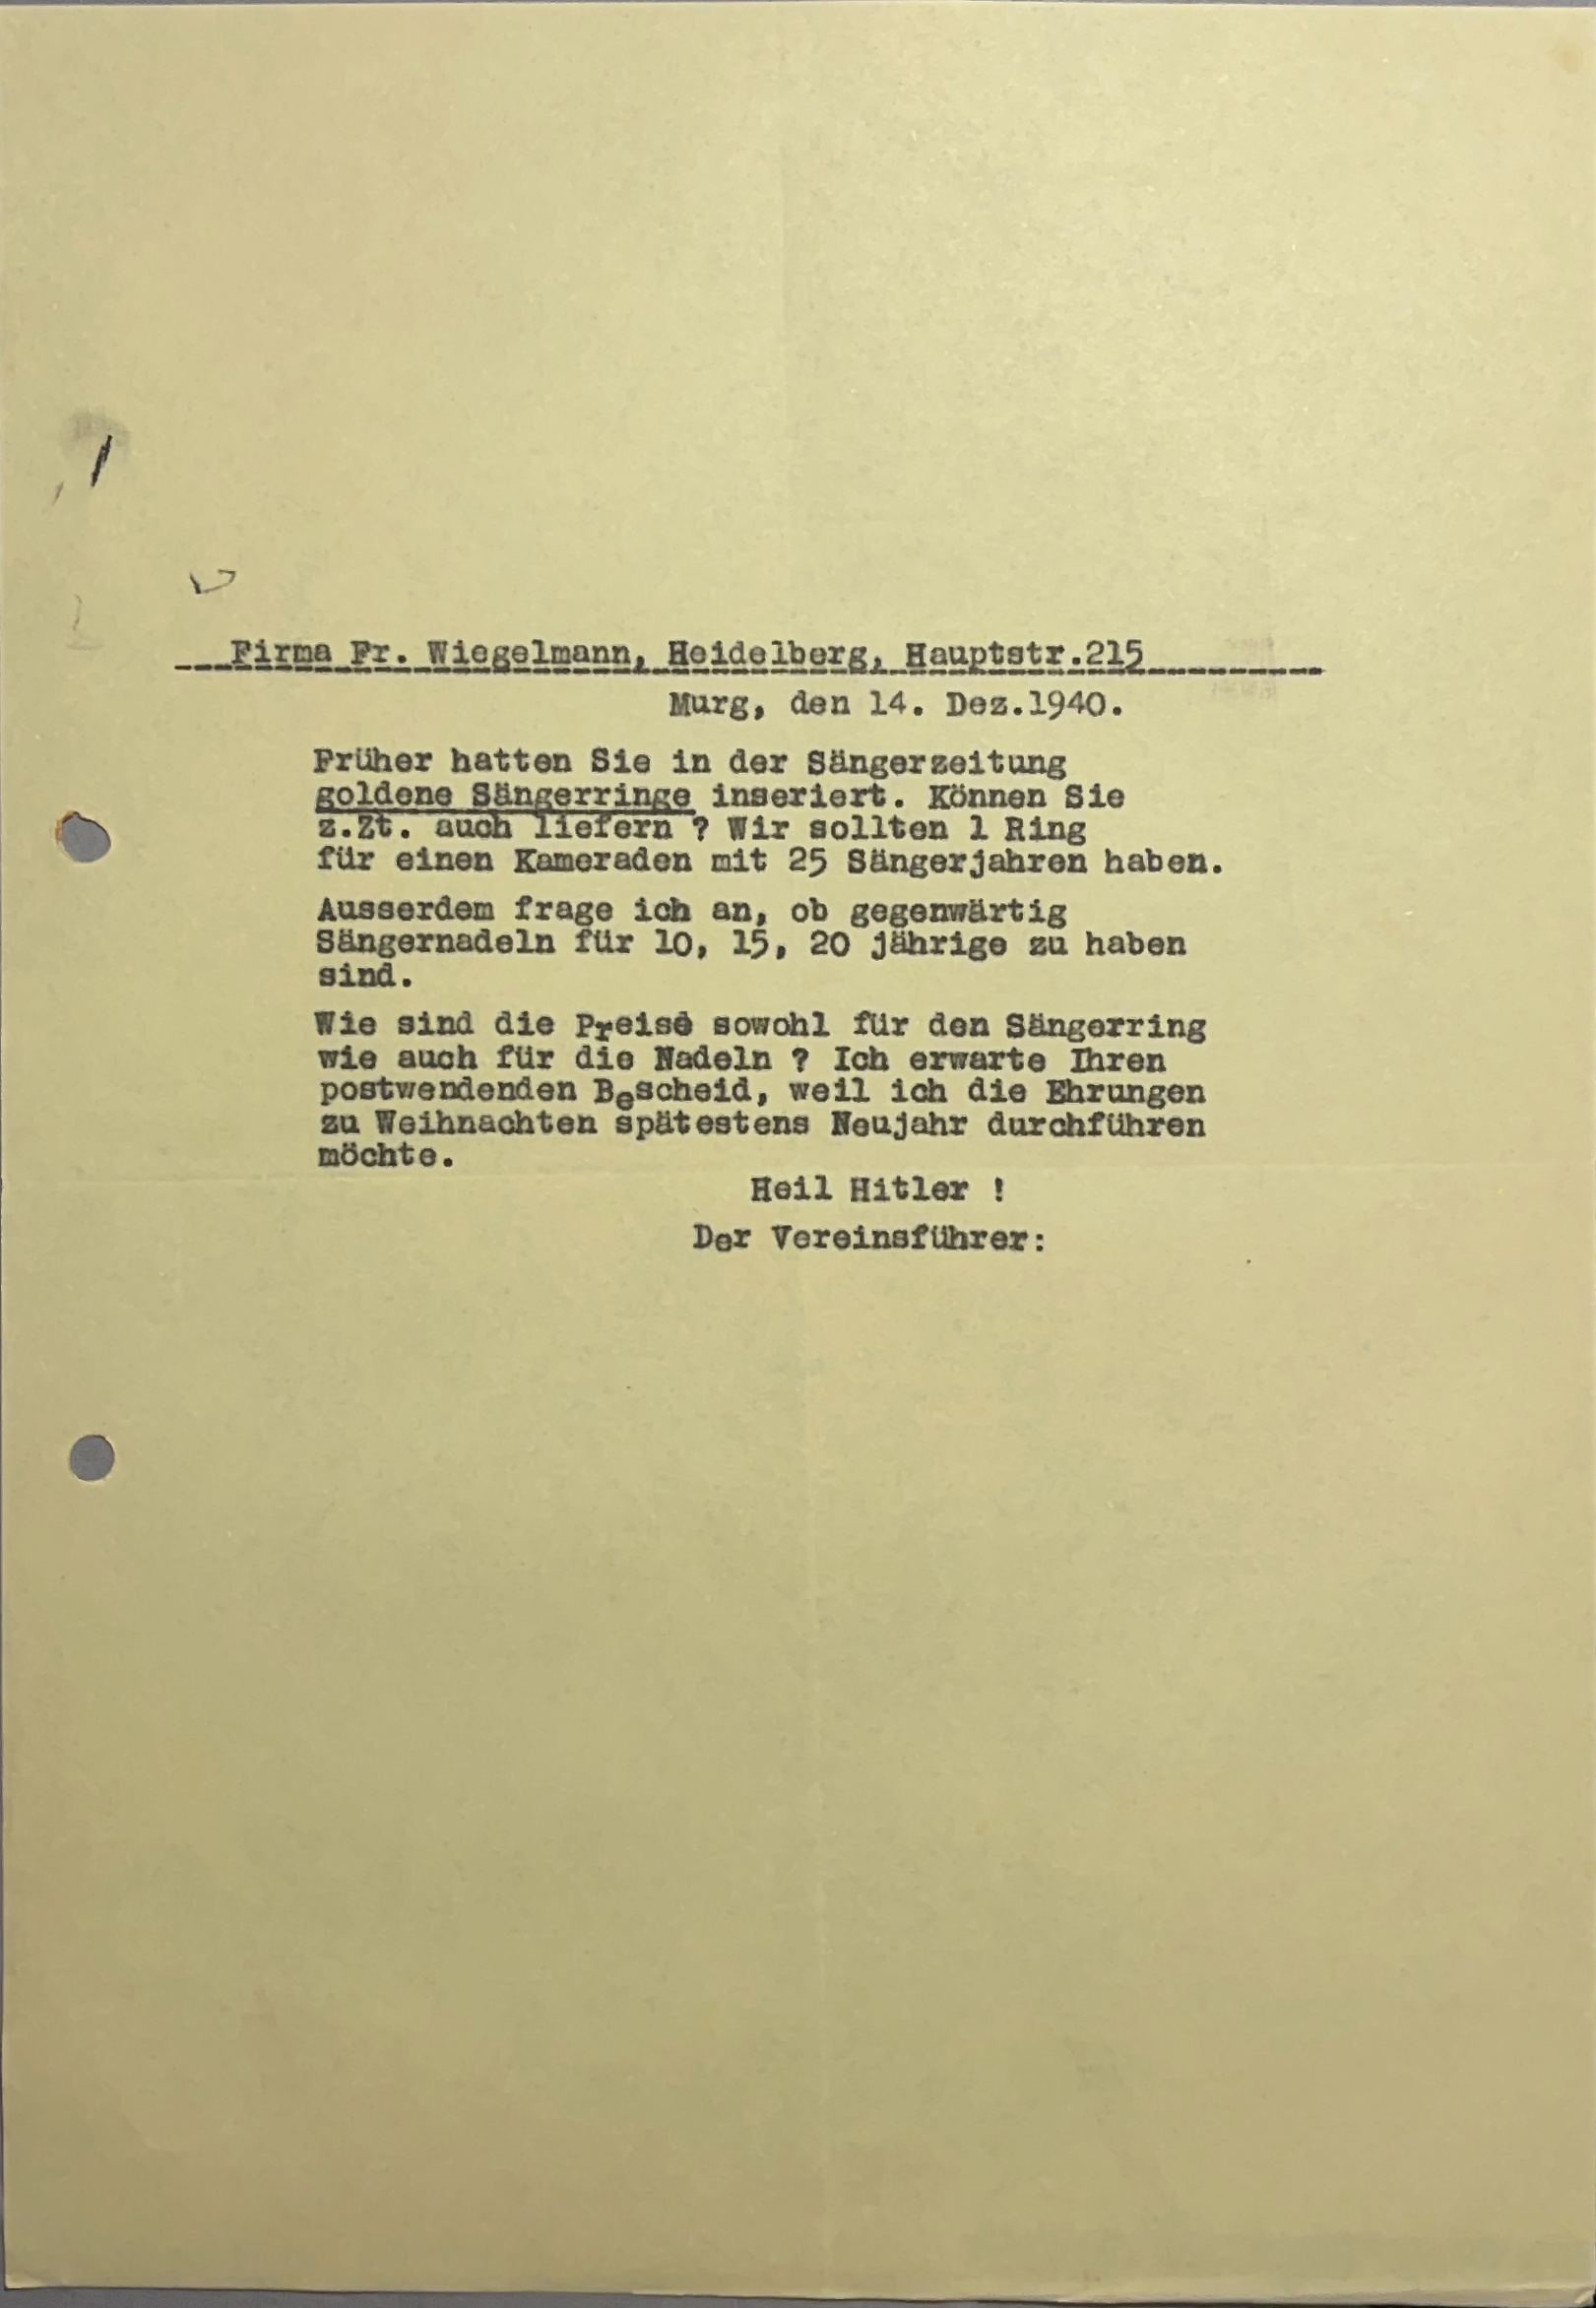 Firma Fr. Wiegelmann, Heidelberg, Hauptstr.215
Murg, den 14. Dez.1940.
Früher hatten Sie in der Sängerzeitung
goldene Sängerringe inseriert. Können Sie
z.Zt. auch liefern ? Wir sollten 1 Ring
für einen Kameraden mit 25 Sängerjahren haben.
Ausserdem frage ich an, ob gegenwärtig
Sängernadeln für 10, 15, 20 jährige zu haben
sind.
Wie sind die Preise sowohl für den Sängerring
wie auch für die Nadeln ? Ich erwarte Ihren
postwendenden Bescheid, weil ich die Ehrungen
zu Weihnachten spätestens Neujahr durchführen
möchte.
Heil Hitler !
Der Vereinsführer: